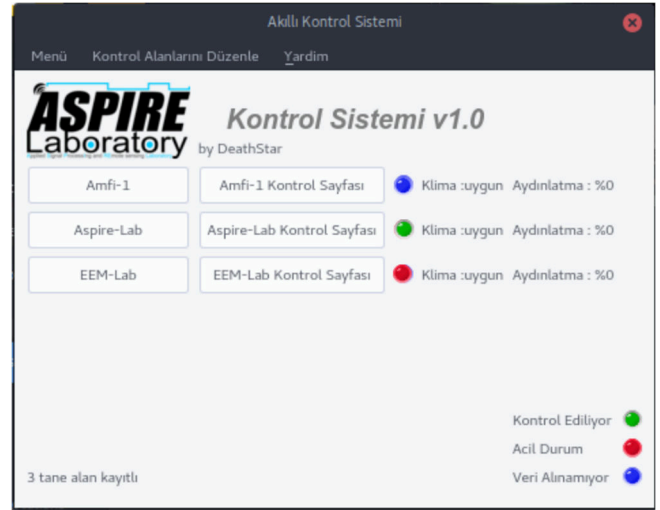 Akıllı Kontrol Sistemi
Menü Kontrol Alanlarını Düzenle Yardim
ASPIRE
Laboratory
Kontrol Sistemi v1.0
by DeathStar
Amfi-1 Amfi-1 Kontrol Sayfası Klima :uygun Aydınlatma : %0
Aspire-Lab Aspire-Lab Kontrol Sayfası Klima :uygun Aydınlatma : %0
EEM-Lab EEM-Lab Kontrol Sayfası Klima :uygun Aydınlatma : %0
Kontrol Ediliyor
Acil Durum
3 tane alan kayıtlı Veri Alınamıyor